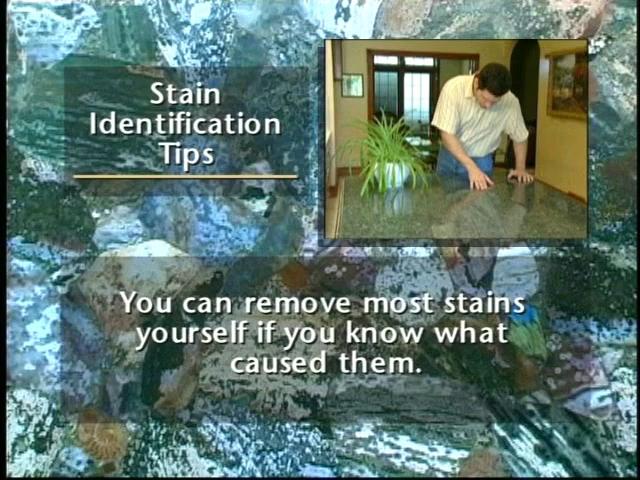 Stain
Identification
Tips
You can remove most stains
yourself if you know what
caused them.